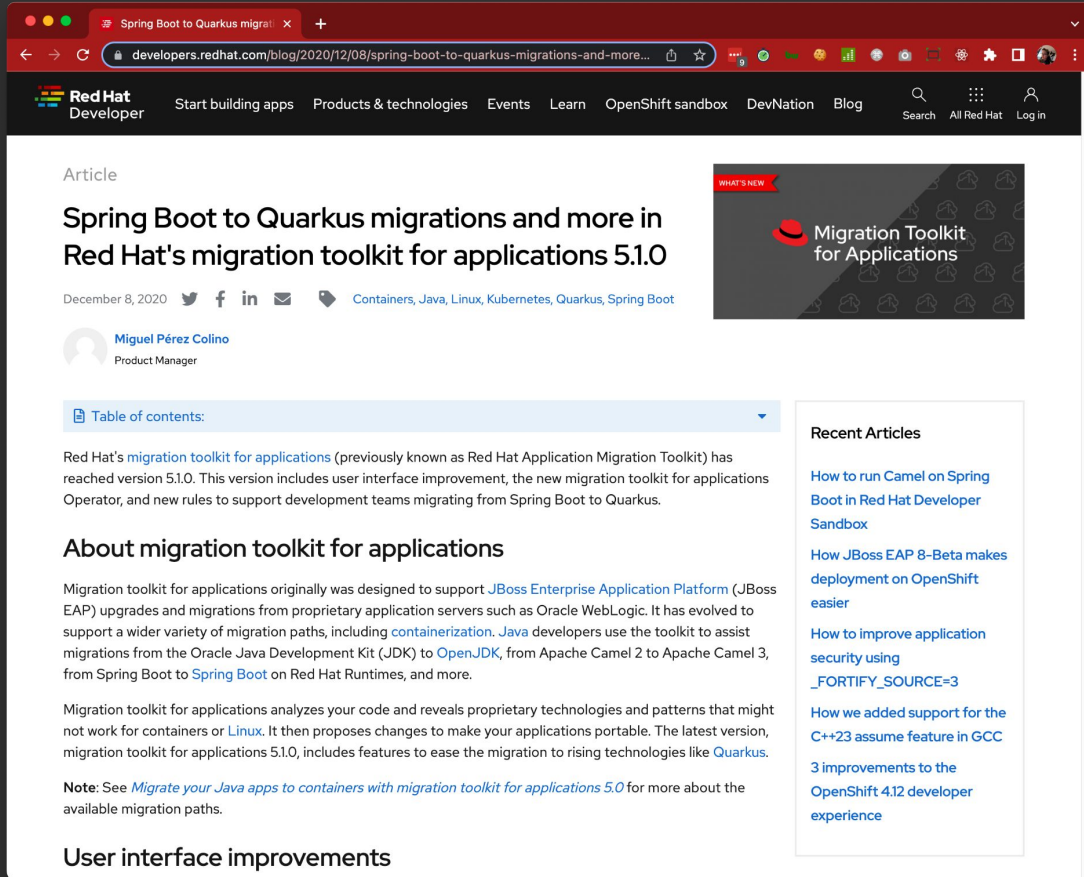 Spring Boot to Quarkus migrati
developers.redhat.com/blog/2020/12/08/spring-boot-to-quarkus-migrations-and-more...
9
Red Hat
Developer
Start building apps Products & technologies Events Learn OpenShift sandbox DevNation Blog
Search All Red Hat Log in
Article
Spring Boot to Quarkus migrations and more in
Red Hat's migration toolkit for applications 5.1.0
December 8, 2020 Containers, Java, Linux, Kubernetes, Quarkus, Spring Boot
Miguel Pérez Colino
Product Manager
WHAT'S NEW
Migration Toolkit
for Applications
Table of contents:
Red Hat's migration toolkit for applications (previously known as Red Hat Application Migration Toolkit) has
reached version 5.1.0. This version includes user interface improvement, the new migration toolkit for applications
Operator, and new rules to support development teams migrating from Spring Boot to Quarkus.
About migration toolkit for applications
Migration toolkit for applications originally was designed to support JBoss Enterprise Application Platform (JBoss
EAP) upgrades and migrations from proprietary application servers such as Oracle WebLogic. It has evolved to
support a wider variety of migration paths, including containerization. Java developers use the toolkit to assist
migrations from the Oracle Java Development Kit (JDK) to OpenJDK, from Apache Camel 2 to Apache Camel 3,
from Spring Boot to Spring Boot on Red Hat Runtimes, and more.
Migration toolkit for applications analyzes your code and reveals proprietary technologies and patterns that might
not work for containers or Linux. It then proposes changes to make your applications portable. The latest version,
migration toolkit for applications 5.1.0, includes features to ease the migration to rising technologies like Quarkus.
Note: See Migrate your Java apps to containers with migration toolkit for applications 5.0 for more about the
available migration paths.
User interface improvements
Recent Articles
How to run Camel on Spring
Boot in Red Hat Developer
Sandbox
How JBoss EAP 8-Beta makes
deployment on OpenShift
easier
How to improve application
security using
_FORTIFY_SOURCE=3
How we added support for the
C++23 assume feature in GCC
3 improvements to the
OpenShift 4.12 developer
experience